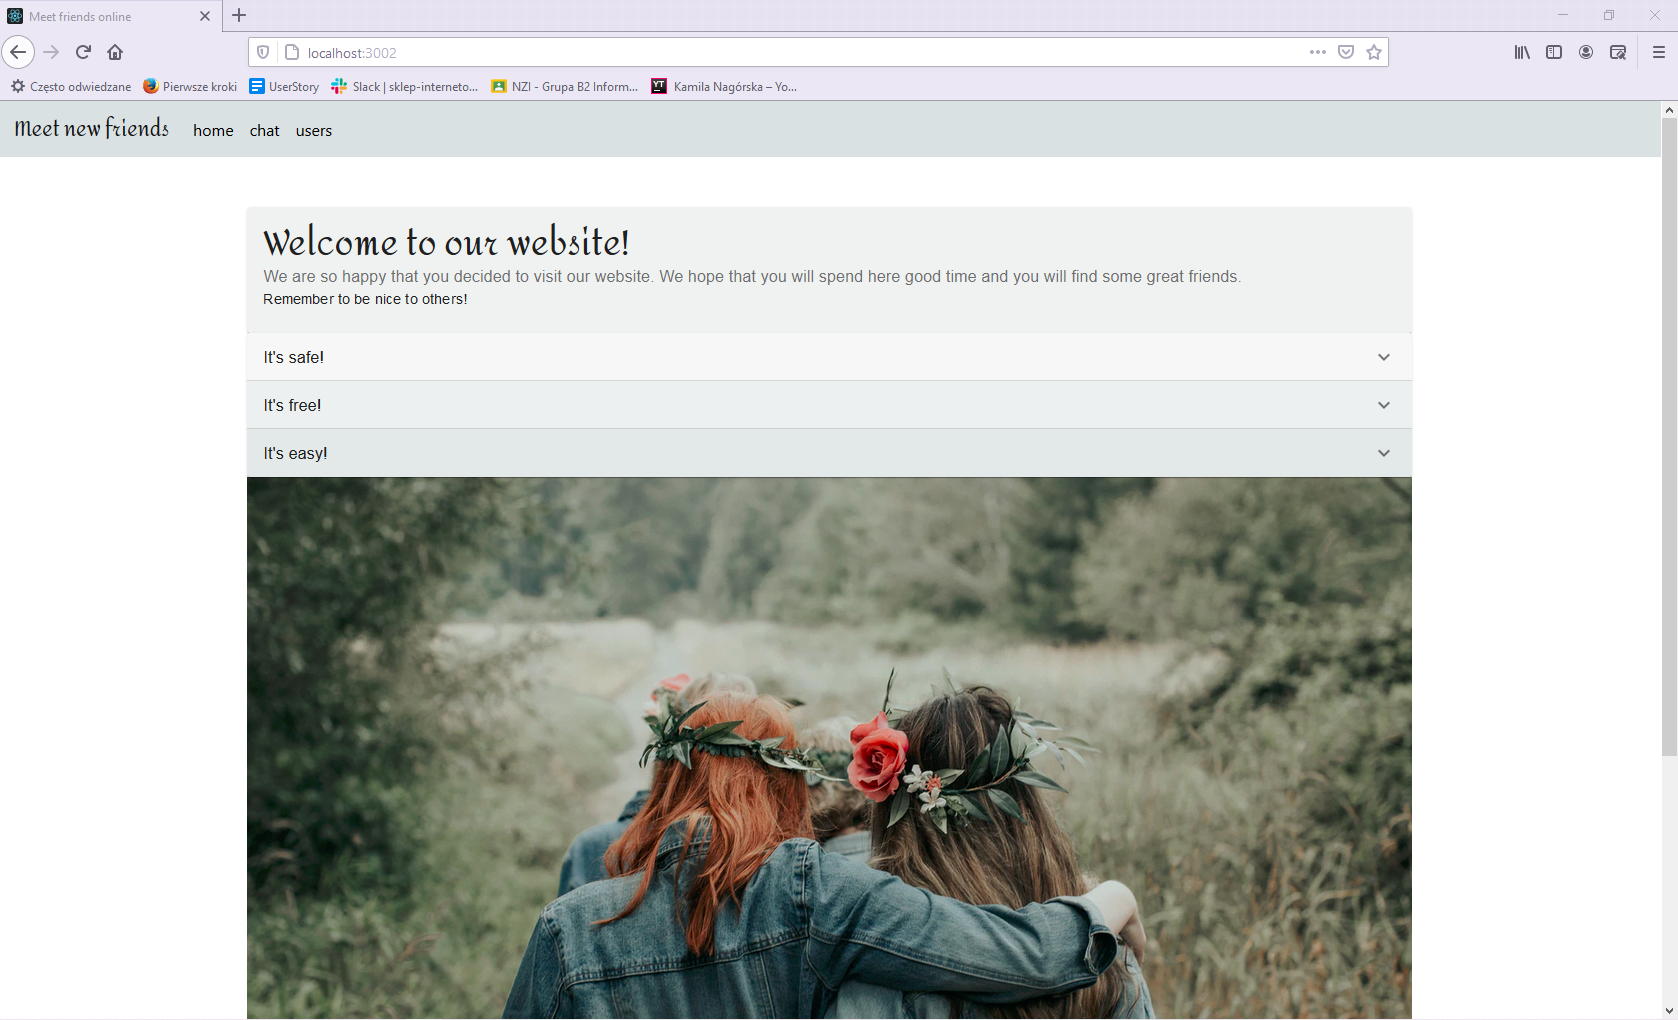 Meet friends online
localhost:3002
Często odwiedzane Pierwsze kroki UserStory Slack | sklep-interneto... NZI - Grupa B2 Inform... YT Kamila Nagórska – Yo...
Meet new friends home chat users
Welcome to our website!
We are so happy that you decided to visit our website. We hope that you will spend here good time and you will find some great friends.
Remember to be nice to others!
It's safe!
It's free!
It's easy!